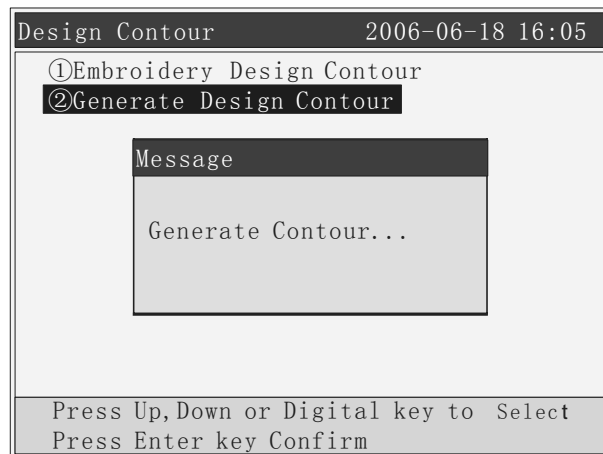 Design Contour 2006-06-18 16:05
①Embroidery Design Contour
②Generate Design Contour
Message
Generate Contour...
Press Up,Down or Digital key to Select
Press Enter key Confirm